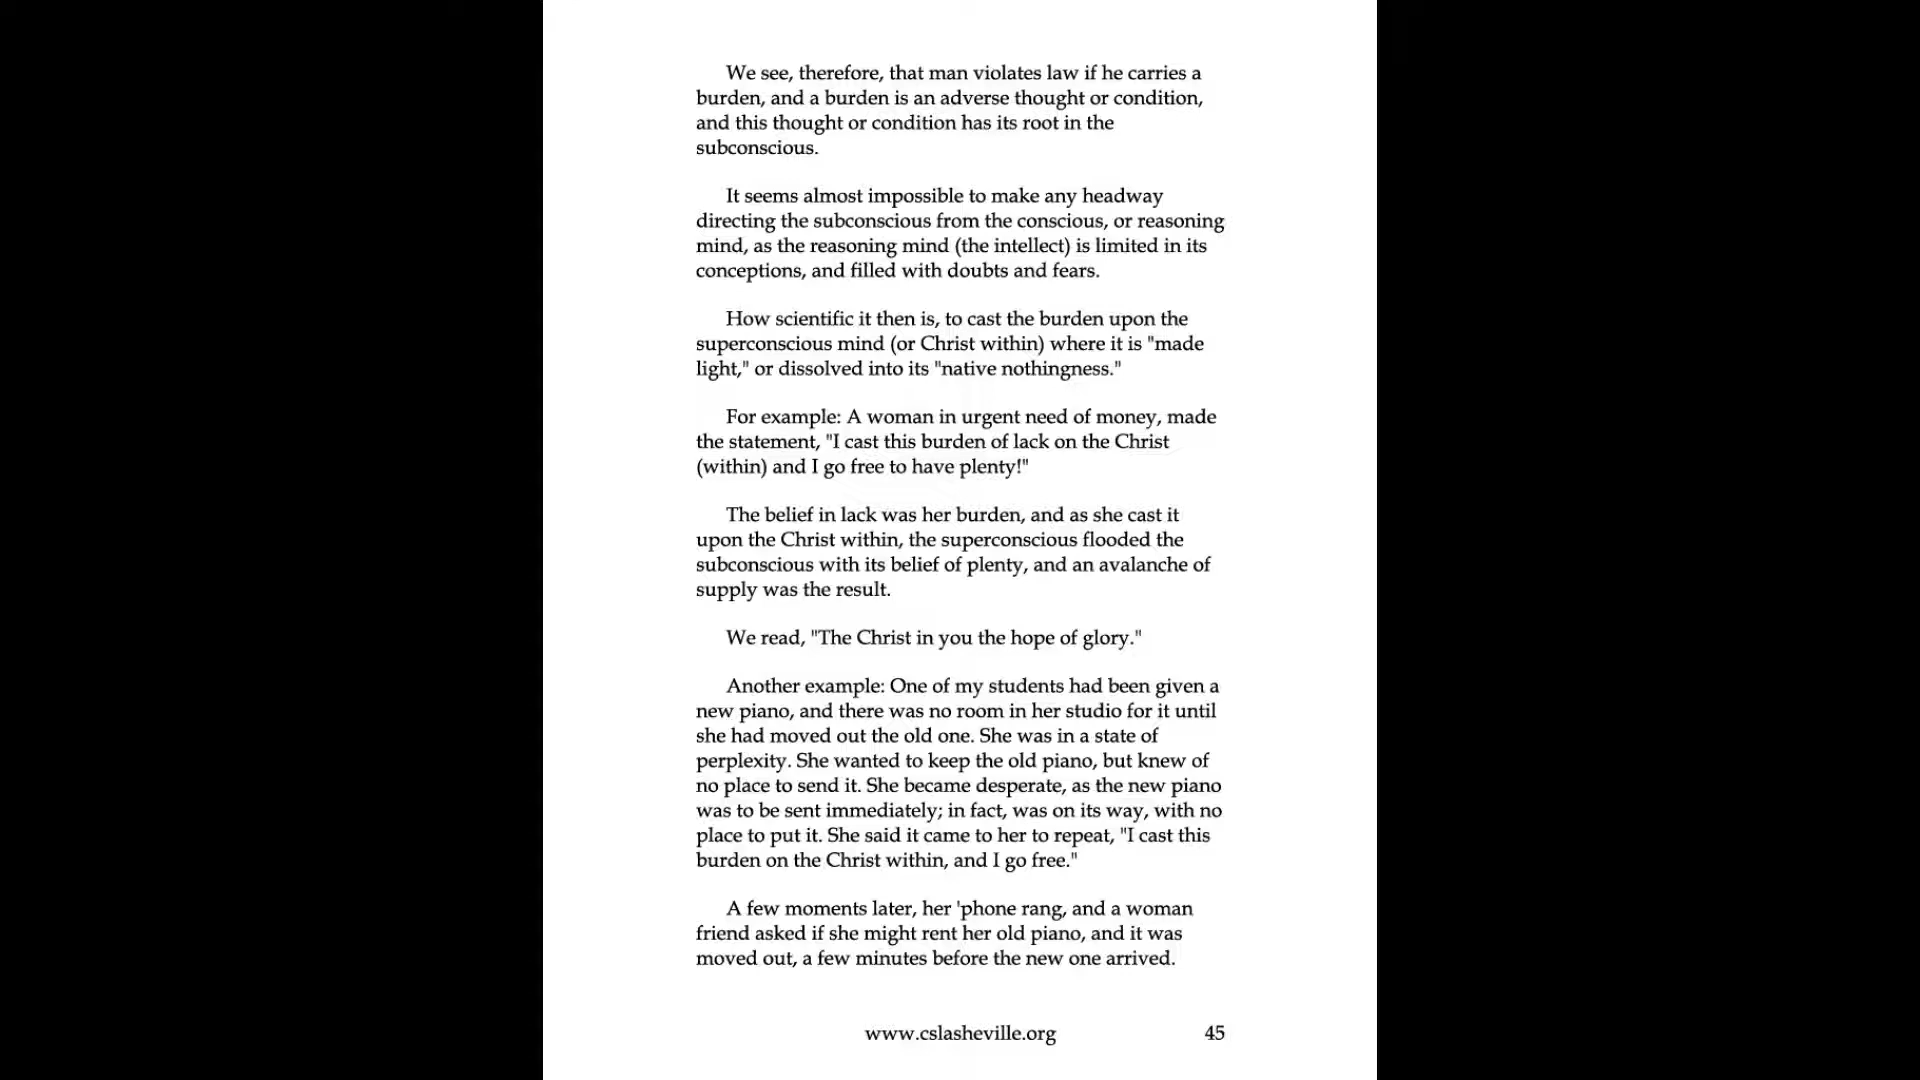 We see, therefore, that man violates law if he carries a
burden, and a burden is an adverse thought or condition,
and this thought or condition has its root in the
subconscious.
It seems almost impossible to make any headway
directing the subconscious from the conscious, or reasoning
mind, as the reasoning mind (the intellect) is limited in its
conceptions, and filled with doubts and fears.
How scientific it then is, to cast the burden upon the
superconscious mind (or Christ within) where it is "made
light," or dissolved into its "native nothingness."
For example: A woman in urgent need of money, made
the statement, "I cast this burden of lack on the Christ
(within) and I go free to have plenty!"
The belief in lack was her burden, and as she cast it
upon the Christ within, the superconscious flooded the
subconscious with its belief of plenty, and an avalanche of
supply was the result.
We read, "The Christ in you the hope of glory."
Another example: One of my students had been given a
new piano, and there was no room in her studio for it until
she had moved out the old one. She was in a state of
perplexity. She wanted to keep the old piano, but knew of
no place to send it. She became desperate, as the new piano
was to be sent immediately; in fact, was on its way, with no
place to put it. She said it came to her to repeat, "I cast this
burden on the Christ within, and I go free."
A few moments later, her 'phone rang, and a woman
friend asked if she might rent her old piano, and it was
moved out, a few minutes before the new one arrived.
www.cslasheville.org 45